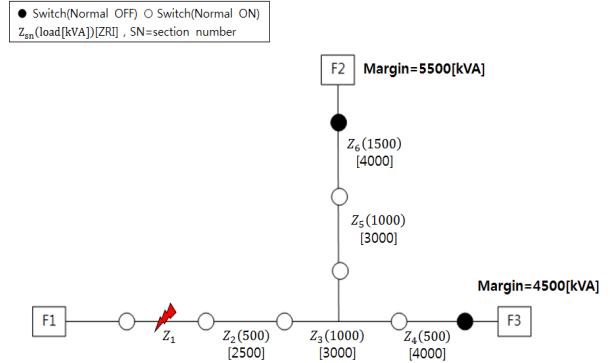 ● Switch(Normal OFF) ○ Switch(Normal ON)
Zsn(load[kVA])[ZRI] , SN=section number
F2 Margin=5500[kVA]
Z6(1500)
[4000]
Z5(1000)
[3000]
Margin=4500[kVA]
F1 F3
Z1 Z2(500) Z3(1000) Z4(500)
[2500] [3000] [4000]